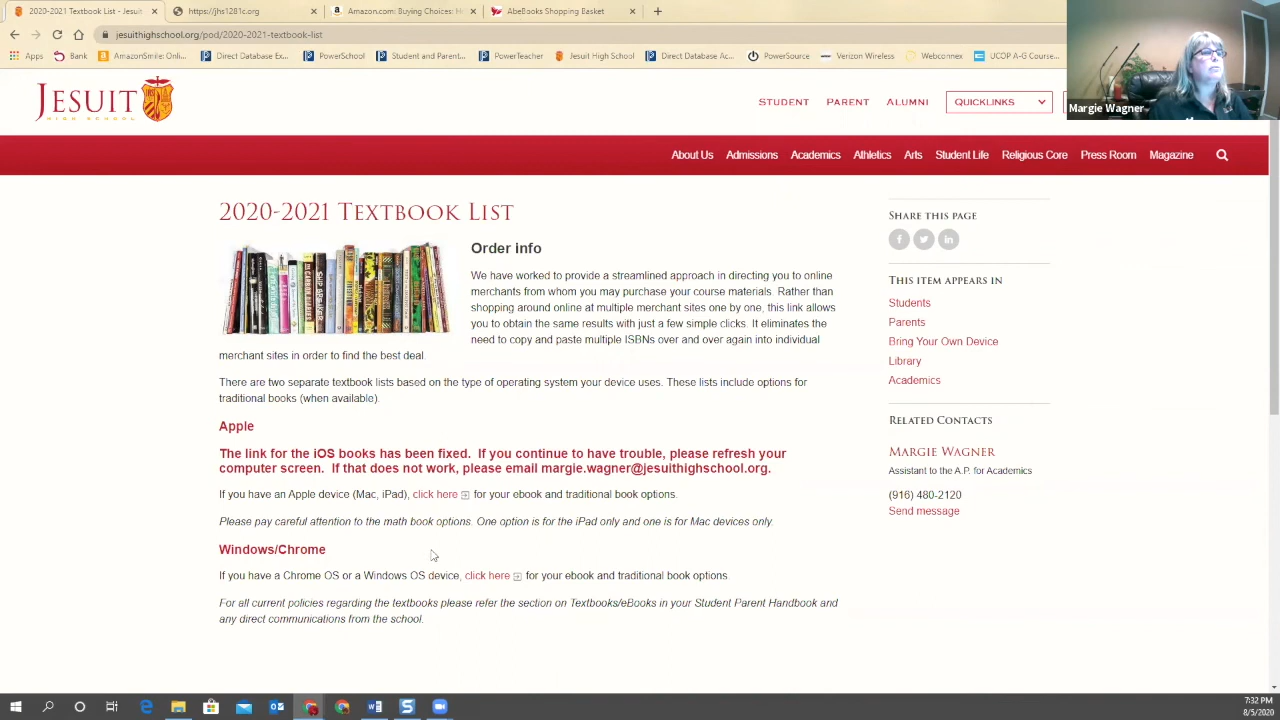 2020-2021 Textbook List - Jesuit
https://jhs1281c.org
Amazon.com: Buying Choices: H
AbeBooks Shopping Basket
jesuithighschool.org/pod/2020-2021-textbook-list
Apps
Bank
AmazonSmile: Onli...
Direct Database Ex...
PowerSchool
Student and Parent...
PowerTeacher
Jesuit High School
Direct Database Ac...
PowerSource
Verizon Wireless
Webconnex
UCOP A-G Course...
Margie Wagner
JESUIT
HIGH SCHOOL
STUDENT
PARENT
ALUMNI
QUICKLINKS
About Us
Admissions
Academics
Athletics
Arts
Student Life
Religious Core
Press Room
Magazine
2020-2021 Textbook List
Order info
We have worked to provide a streamlined approach in directing you to online
merchants from whom you may purchase your course materials. Rather than
shopping around online at multiple merchant sites one by one, this link allows
you to obtain the same results with just a few simple clicks. It eliminates the
need to copy and paste multiple ISBNs over and over again into individual
merchant sites in order to find the best deal.
There are two separate textbook lists based on the type of operating system your device uses. These lists include options for
traditional books (when available).
Apple
The link for the iOS books has been fixed. If you continue to have trouble, please refresh your
computer screen. If that does not work, please email margie.wagner@jesuithighschool.org.
If you have an Apple device (Mac, iPad), click here for your ebook and traditional book options.
Please pay careful attention to the math book options. One option is for the iPad only and one is for Mac devices only.
Windows/Chrome
If you have a Chrome OS or a Windows OS device, click here for your ebook and traditional book options.
For all current policies regarding the textbooks please refer the section on Textbooks/eBooks in your Student Parent Handbook and
any direct communications from the school.
Share this page
This item appears in
Students
Parents
Bring Your Own Device
Library
Academics
Related Contacts
Margie Wagner
Assistant to the A.P. for Academics
(916) 480-2120
Send message
7:32 PM
8/5/2020